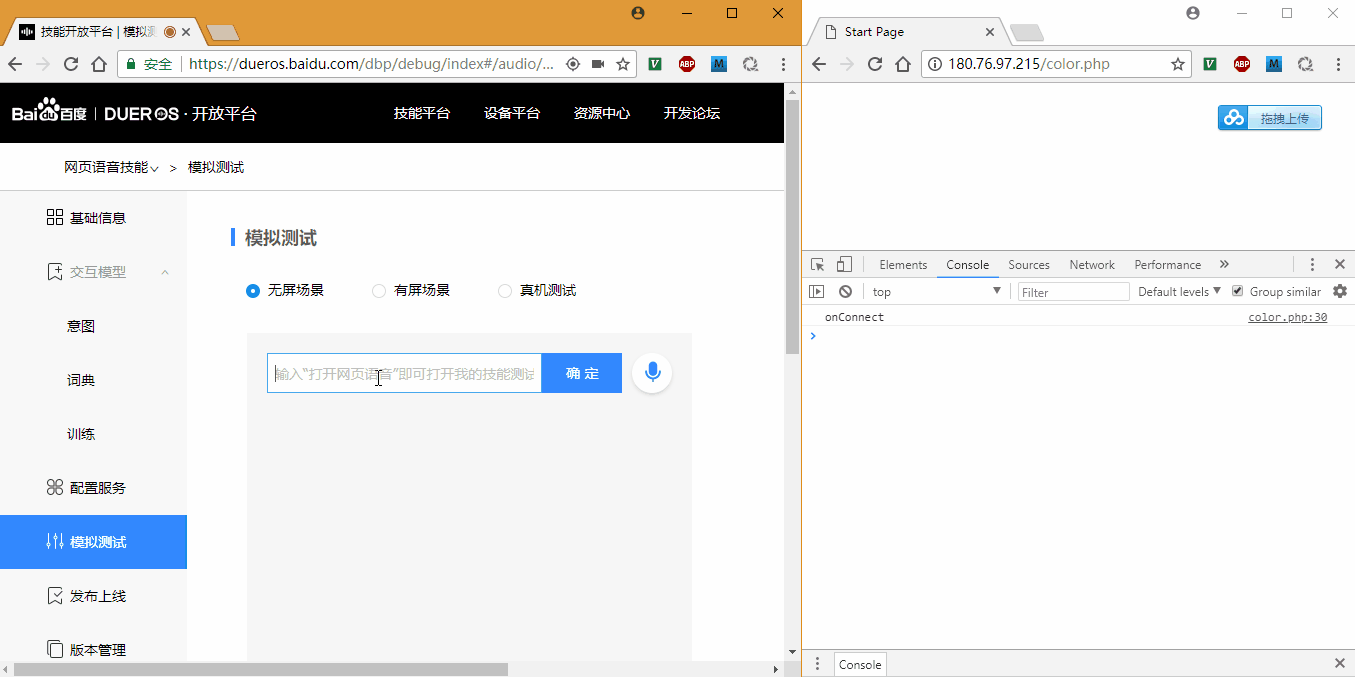 技能开放平台 | 模拟测
安全
https://dueros.baidu.com/dbp/debug/index#/audio/...
V
ABP
M
Bai du 百度 | DUEROS · 开放平台
技能平台
设备平台
资源中心
开发论坛
网页语音技能 > 模拟测试
基础信息
交互模型
意图
词典
训练
配置服务
模拟测试
发布上线
版本管理
模拟测试
无屏场景
有屏场景
真机测试
输入“打开网页语音”即可打开我的技能测试
确 定
Start Page
180.76.97.215/color.php
V
ABP
M
拖拽上传
Elements
Console
Sources
Network
Performance
»
top
Filter
Default levels
Group similar
onConnect
color.php:30
Console